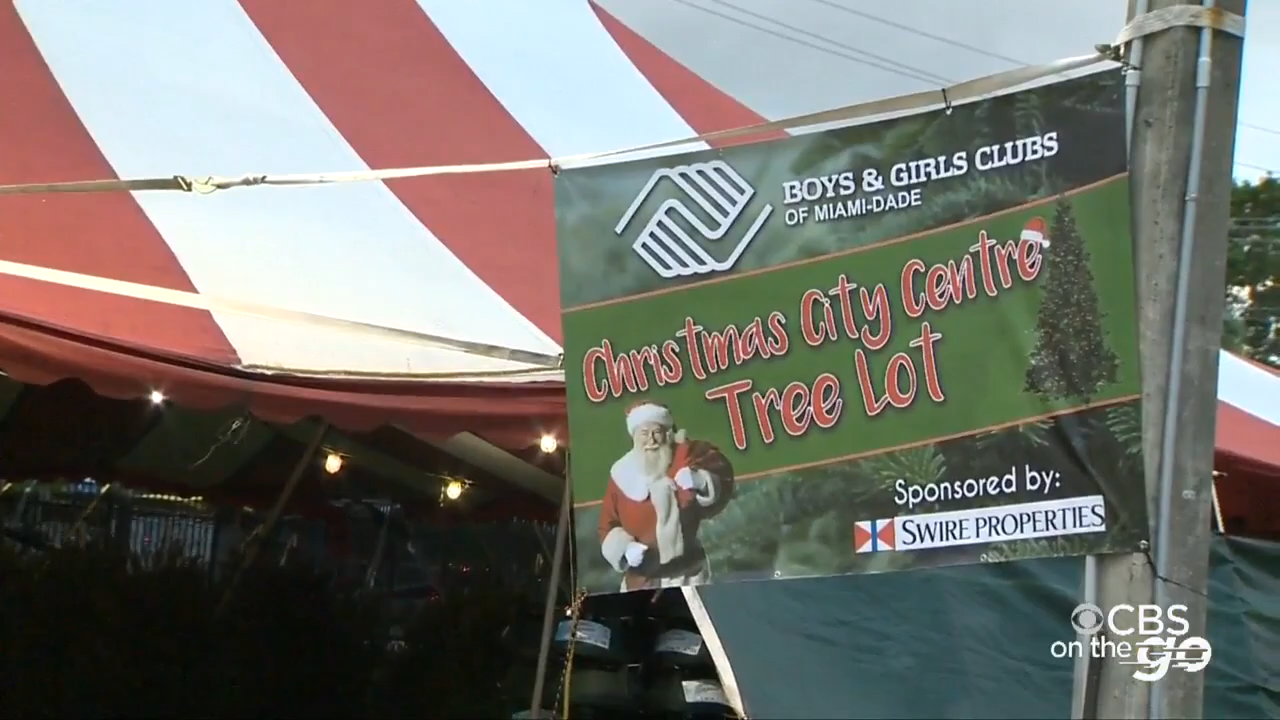 BOYS & GIRLS CLUBS
OF MIAMI-DADE
Christmas City Centre
Tree Lot
Sponsored by:
SWIRE PROPERTIES
CBS
on the go